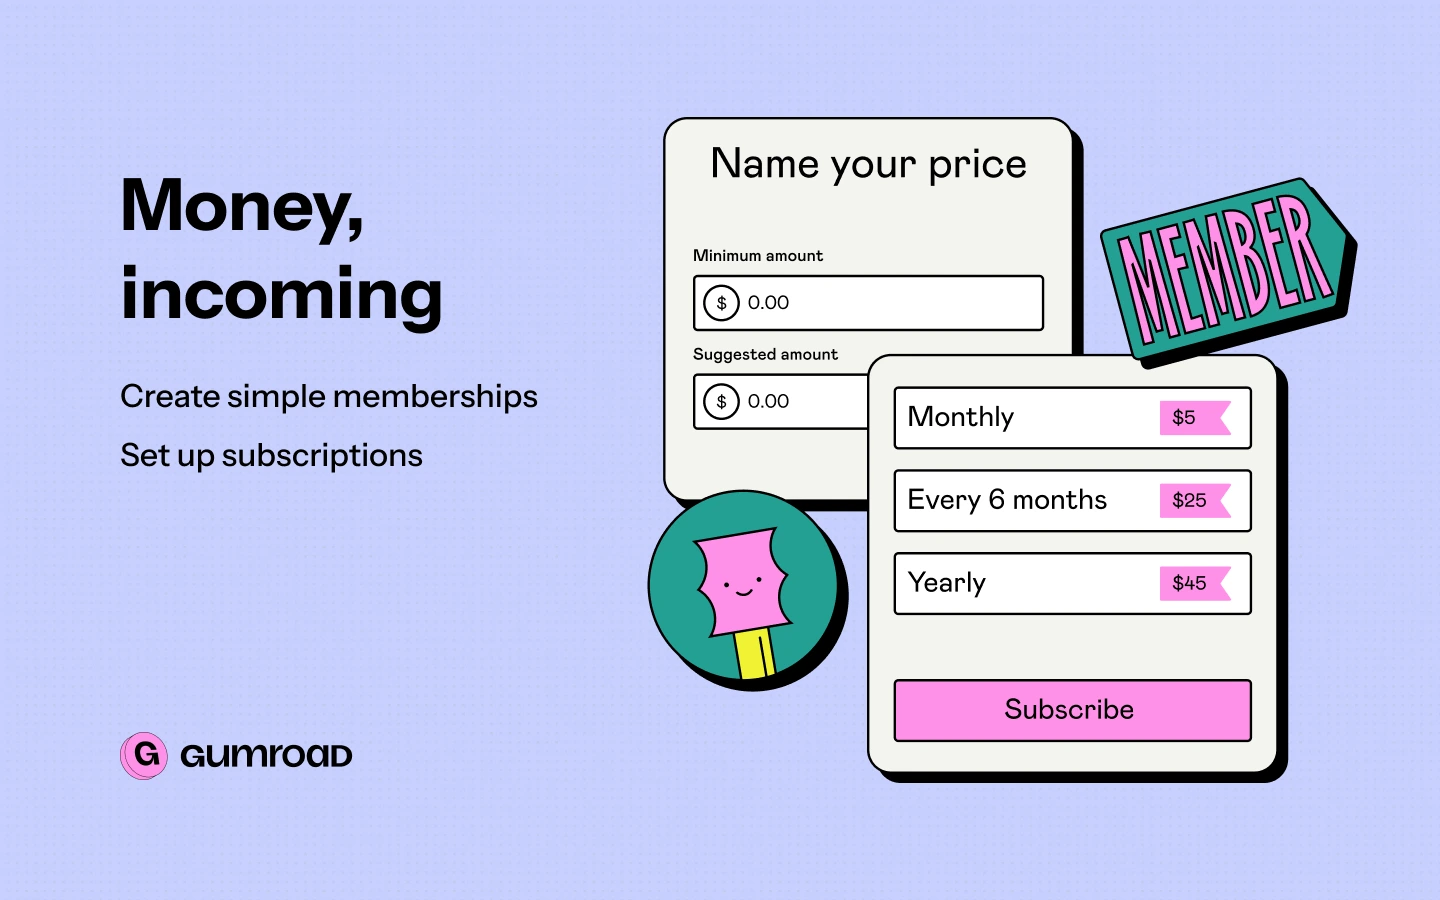 Money,
incoming
Create simple memberships
Set up subscriptions
G GUMROAD
Name your price
Minimum amount
$ 0.00
Suggested amount
$ 0.00
MEMBER
Monthly $5
Every 6 months $25
Yearly $45
Subscribe